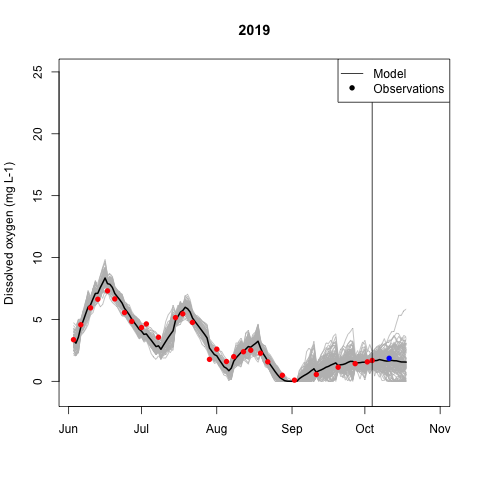 2019
Model
Observations
Dissolved oxygen (mg L-1)
25
20
15
10
5
0
Jun Jul Aug Sep Oct Nov